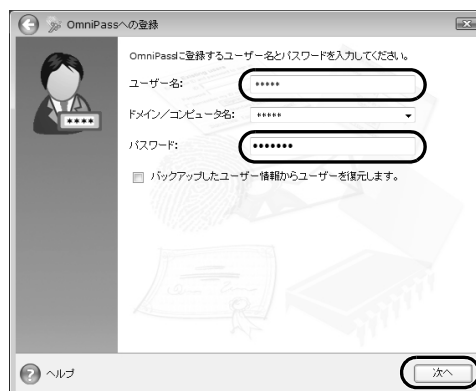 OmniPassへの登録
OmniPassに登録するユーザー名とパスワードを入力してください。
ユーザー名:
*****
ドメイン/コンピュータ名:
*****
パスワード:
●●●●●●●
バックアップしたユーザー情報からユーザーを復元します。
****
ヘルプ
次へ